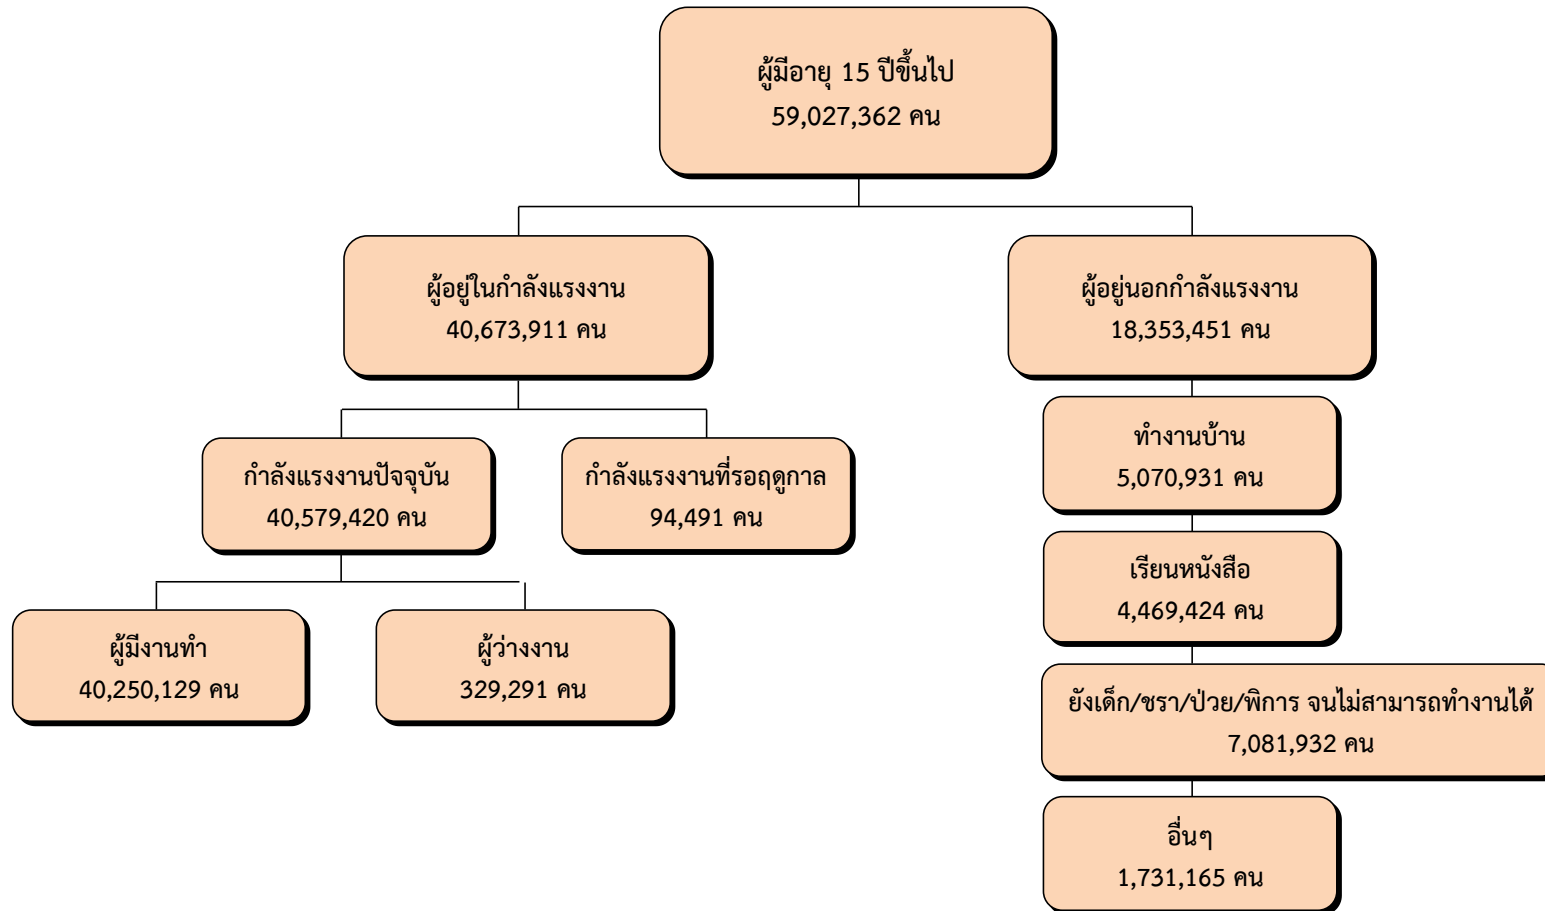 ผู้มีอายุ 15 ปีขึ้นไป
59,027,362 คน
ผู้อยู่ในกำลังแรงงาน
40,673,911 คน
ผู้อยู่นอกกำลังแรงงาน
18,353,451 คน
กำลังแรงงานปัจจุบัน
40,579,420 คน
กำลังแรงงานที่รอฤดูกาล
94,491 คน
ผู้มีงานทำ
40,250,129 คน
ผู้ว่างงาน
329,291 คน
ทำงานบ้าน
5,070,931 คน
เรียนหนังสือ
4,469,424 คน
ยังเด็ก/ชรา/ป่วย/พิการ จนไม่สามารถทำงานได้
7,081,932 คน
อื่นๆ
1,731,165 คน